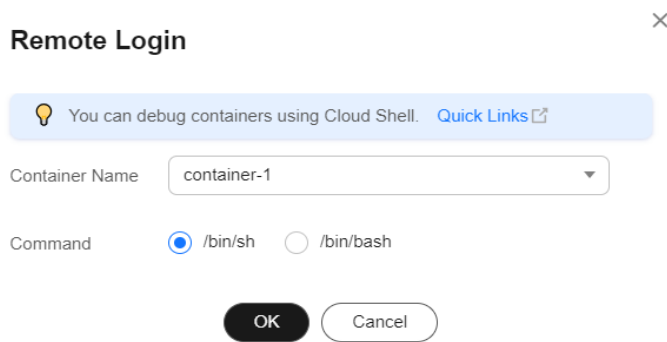 Remote Login
You can debug containers using Cloud Shell. Quick Links
Container Name container-1
Command /bin/sh /bin/bash
OK Cancel